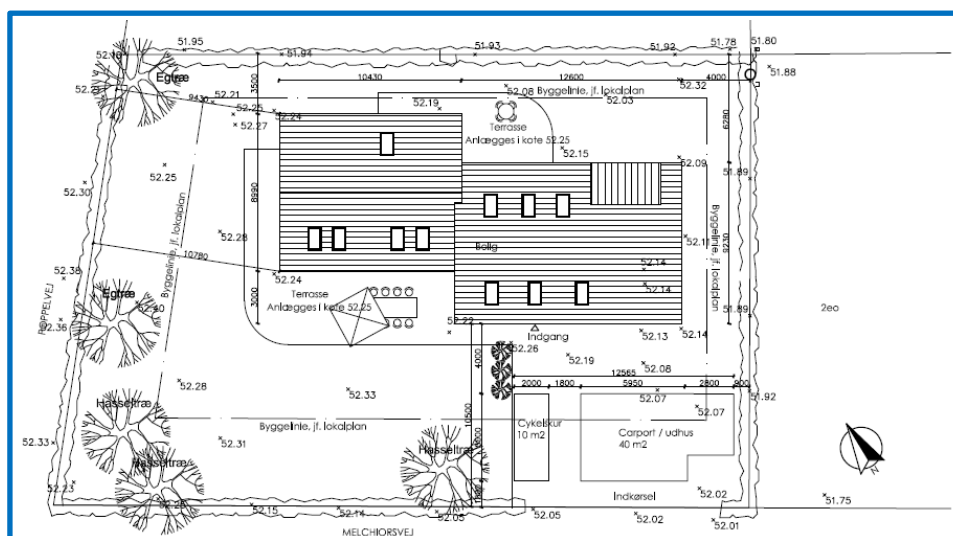 51.95
51.94
51.93
51.92
51.78
51.80
51.88
Egtræ
3500
10430
12600
4000
52.32
52.08
Byggelinie, jf. lokalplan
52.03
9430
52.21
52.25
52.24
52.19
52.27
Terrasse
Anlægges i kote 52.25
6280
52.15
52.09
51.89
52.25
52.30
8990
Byggelinie, jf. lokalplan
52.28
Bolig
52.11
Byggelinie, jf. lokalplan
9230
10780
52.14
52.38
52.24
52.14
Egtræ
52.40
3000
Terrasse
Anlægges i kote 52.25
51.89
2eo
52.36
POPPELVEJ
52.22
Indgang
52.13
52.14
52.26
52.19
52.08
4000
12565
2000
1800
5950
2800
900
52.28
52.33
52.07
51.92
Hasseltræ
52.07
10500
Cykelskur
10 m2
Carport / udhus
40 m2
Byggelinie, jf. lokalplan
52.33
52.31
Hasseltræ
Hasseltræ
52.23
N
52.02
Indkørsel
51.75
52.15
52.14
52.05
52.05
52.02
52.01
MELCHIORSVEJ